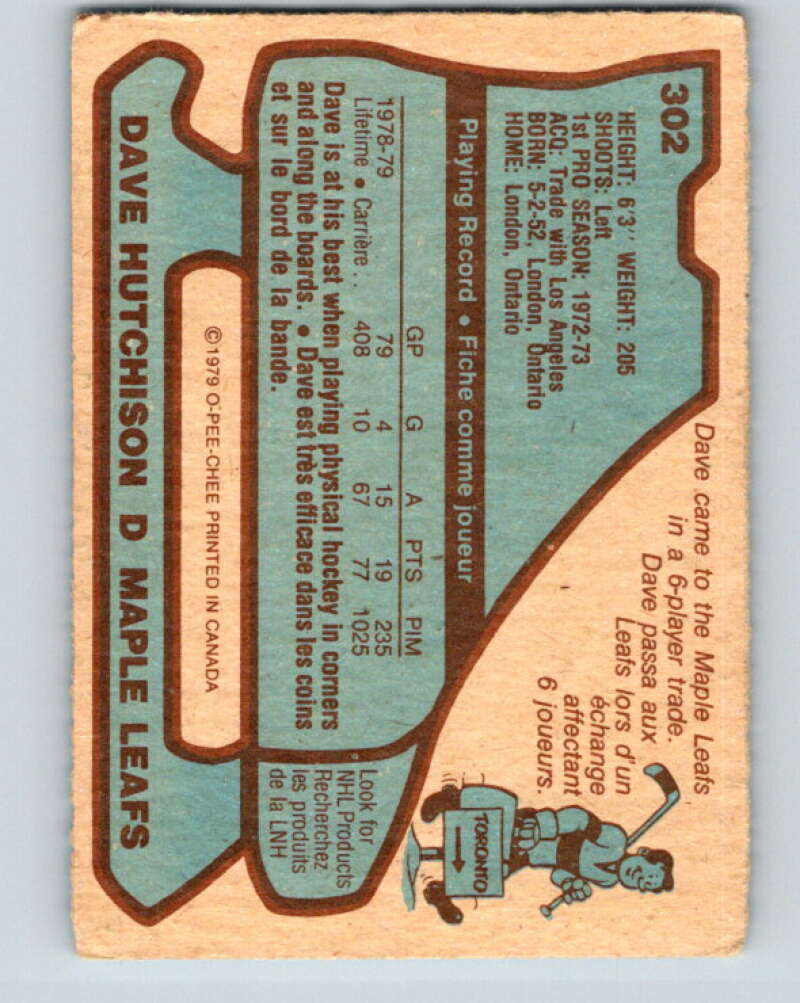 302
HEIGHT: 6'3" WEIGHT: 205
SHOOTS: Left
1st PRO SEASON: 1972-73
ACQ: Trade with Los Angeles
BORN: 5-2-52, London, Ontario
HOME: London, Ontario
Playing Record • Fiche comme joueur
GP G A PTS PIM
1978-79 79 4 15 19 235
Lifetime • Carrière .. 408 10 67 77 1025
Dave is at his best when playing physical hockey in corners
and along the boards. • Dave est très efficace dans les coins
et sur le bord de la bande.
Dave came to the Maple Leafs
in a 6-player trade.
Dave passa aux
Leafs lors d'un
échange
affectant
6 joueurs.
TORONTO
Look for
NHL Products
Recherchez
les produits
de la LNH
©1979 O-PEE-CHEE PRINTED IN CANADA
DAVE HUTCHISON D MAPLE LEAFS